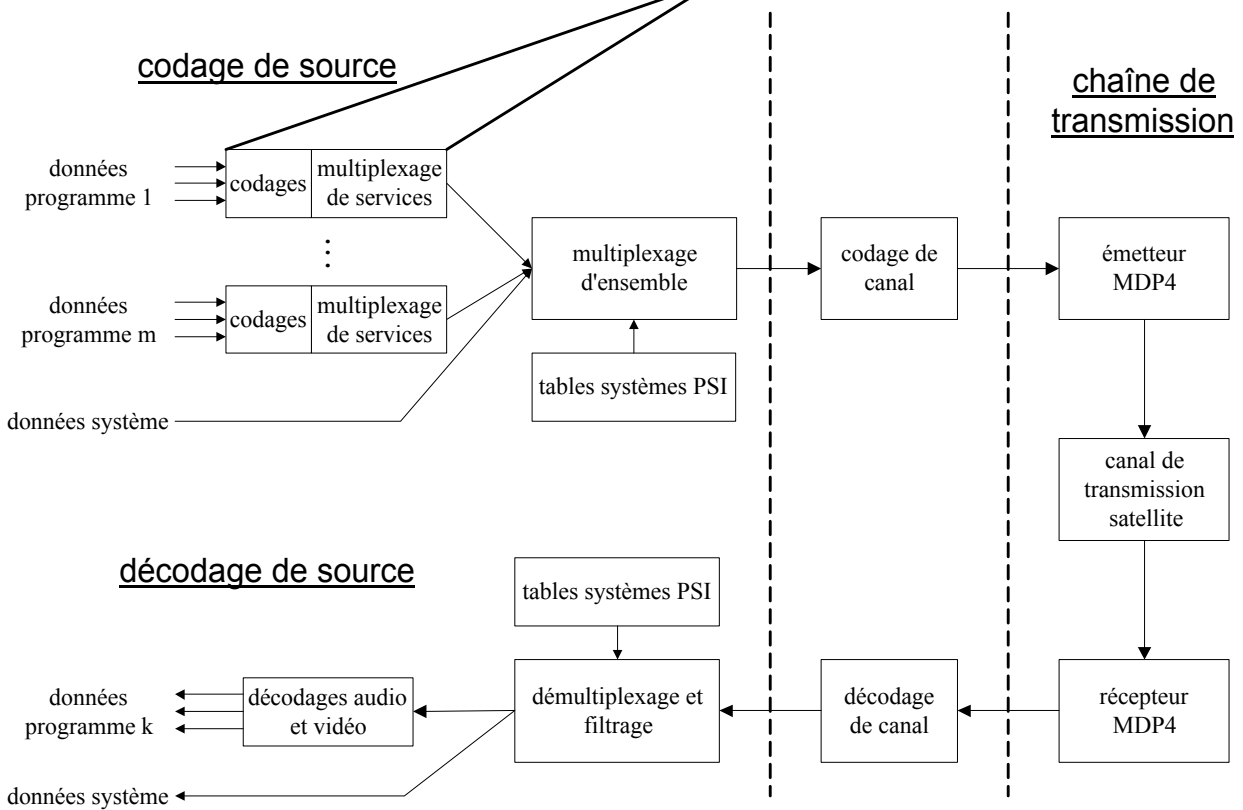 codage de source
chaîne de
transmission
données
programme 1
codages
multiplexage
de services
données
programme m
codages
multiplexage
de services
données système
multiplexage
d'ensemble
tables systèmes PSI
codage de
canal
émetteur
MDP4
canal de
transmission
satellite
décodage de source
tables systèmes PSI
données
programme k
décodages audio
et vidéo
démultiplexage et
filtrage
décodage
de canal
récepteur
MDP4
données système